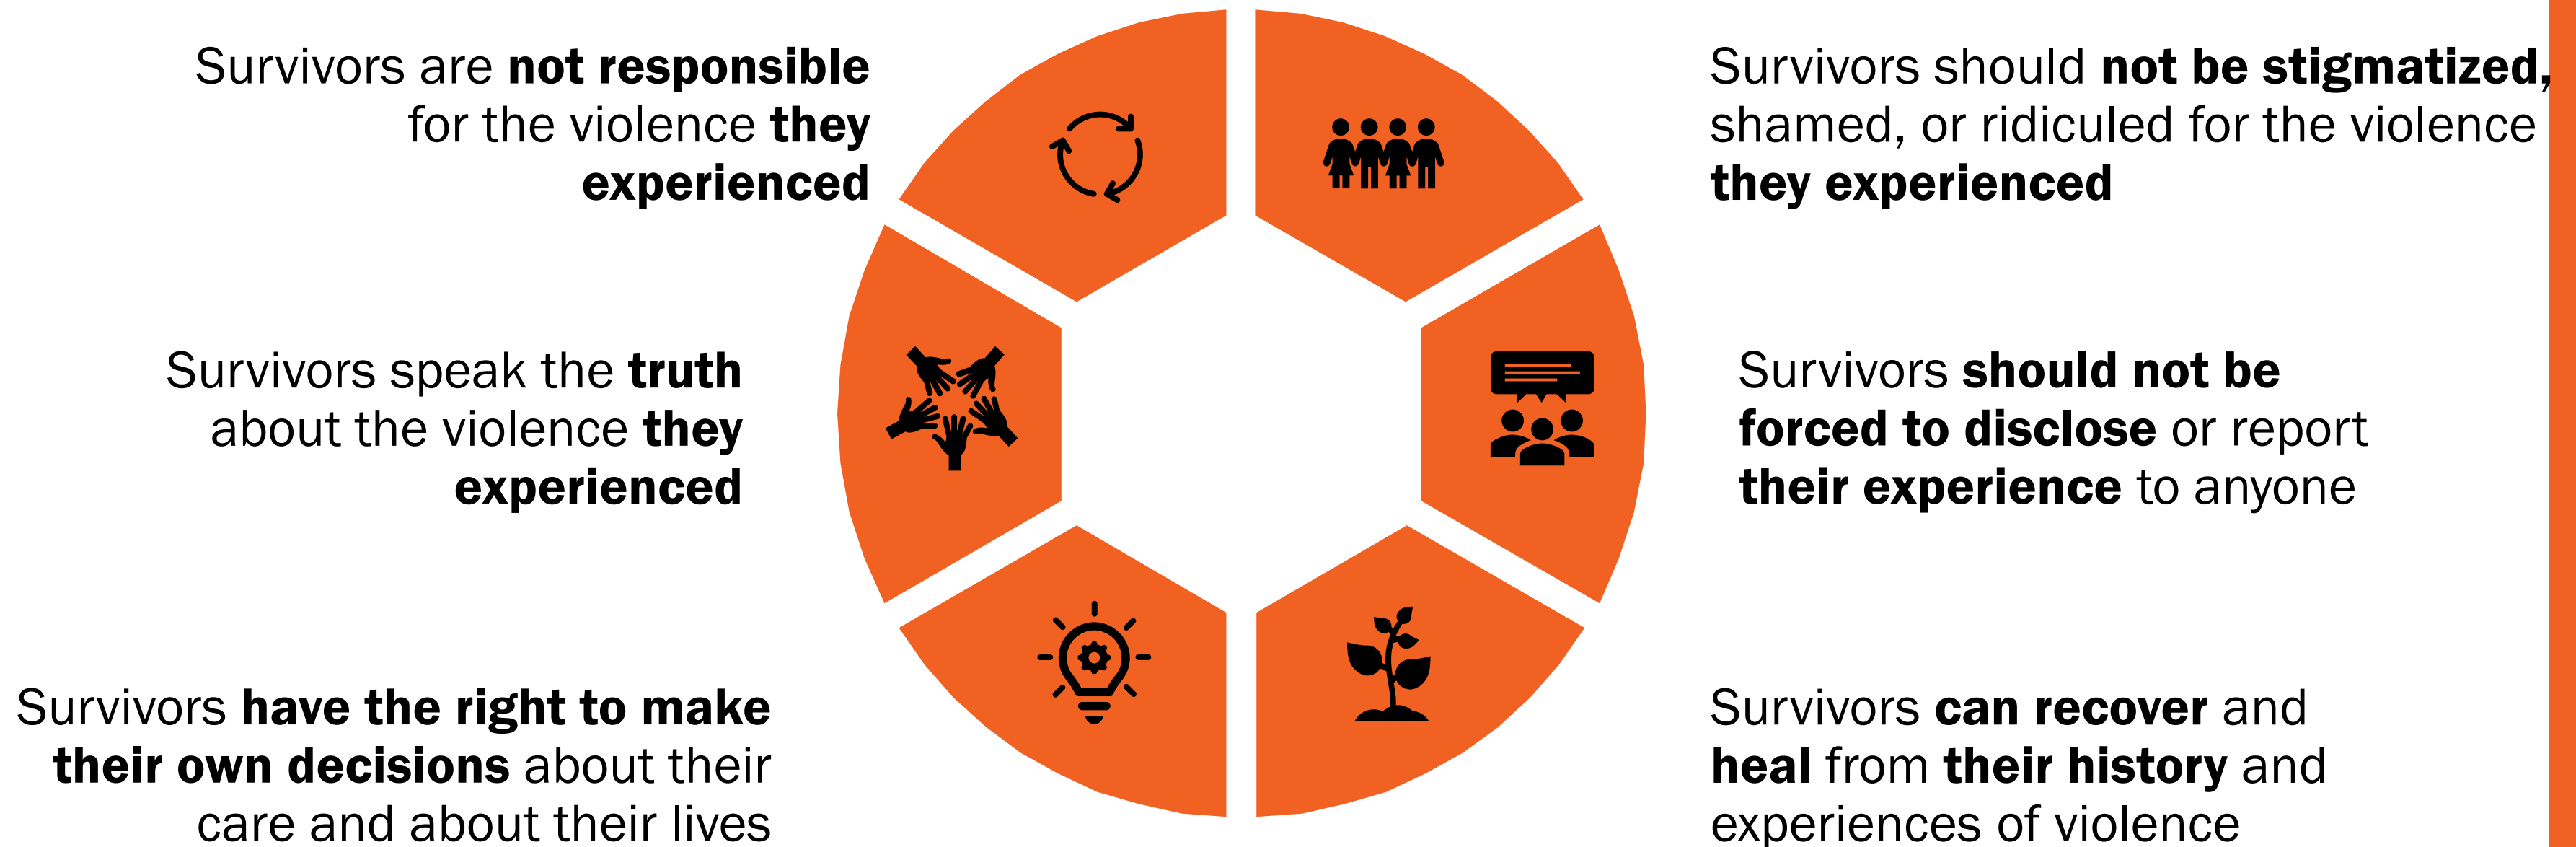 Survivors are not responsible
for the violence they
experienced
Survivors should not be stigmatized,
shamed, or ridiculed for the violence
they experienced
Survivors speak the truth
about the violence they
experienced
Survivors should not be
forced to disclose or report
their experience to anyone
Survivors have the right to make
their own decisions about their
care and about their lives
Survivors can recover and
heal from their history and
experiences of violence